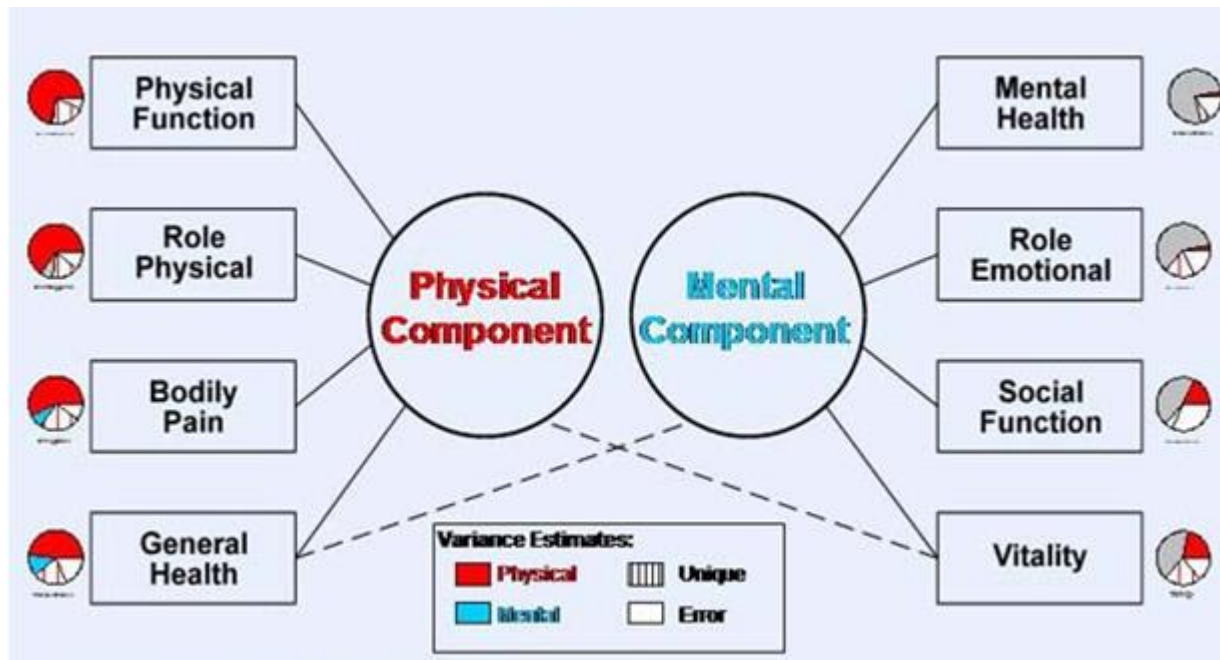 Physical
Function
Role
Physical
Bodily
Pain
General
Health
Physical
Component
Mental
Component
Mental
Health
Role
Emotional
Social
Function
Vitality
Variance Estimates:
Physical
Unique
Mental
Error